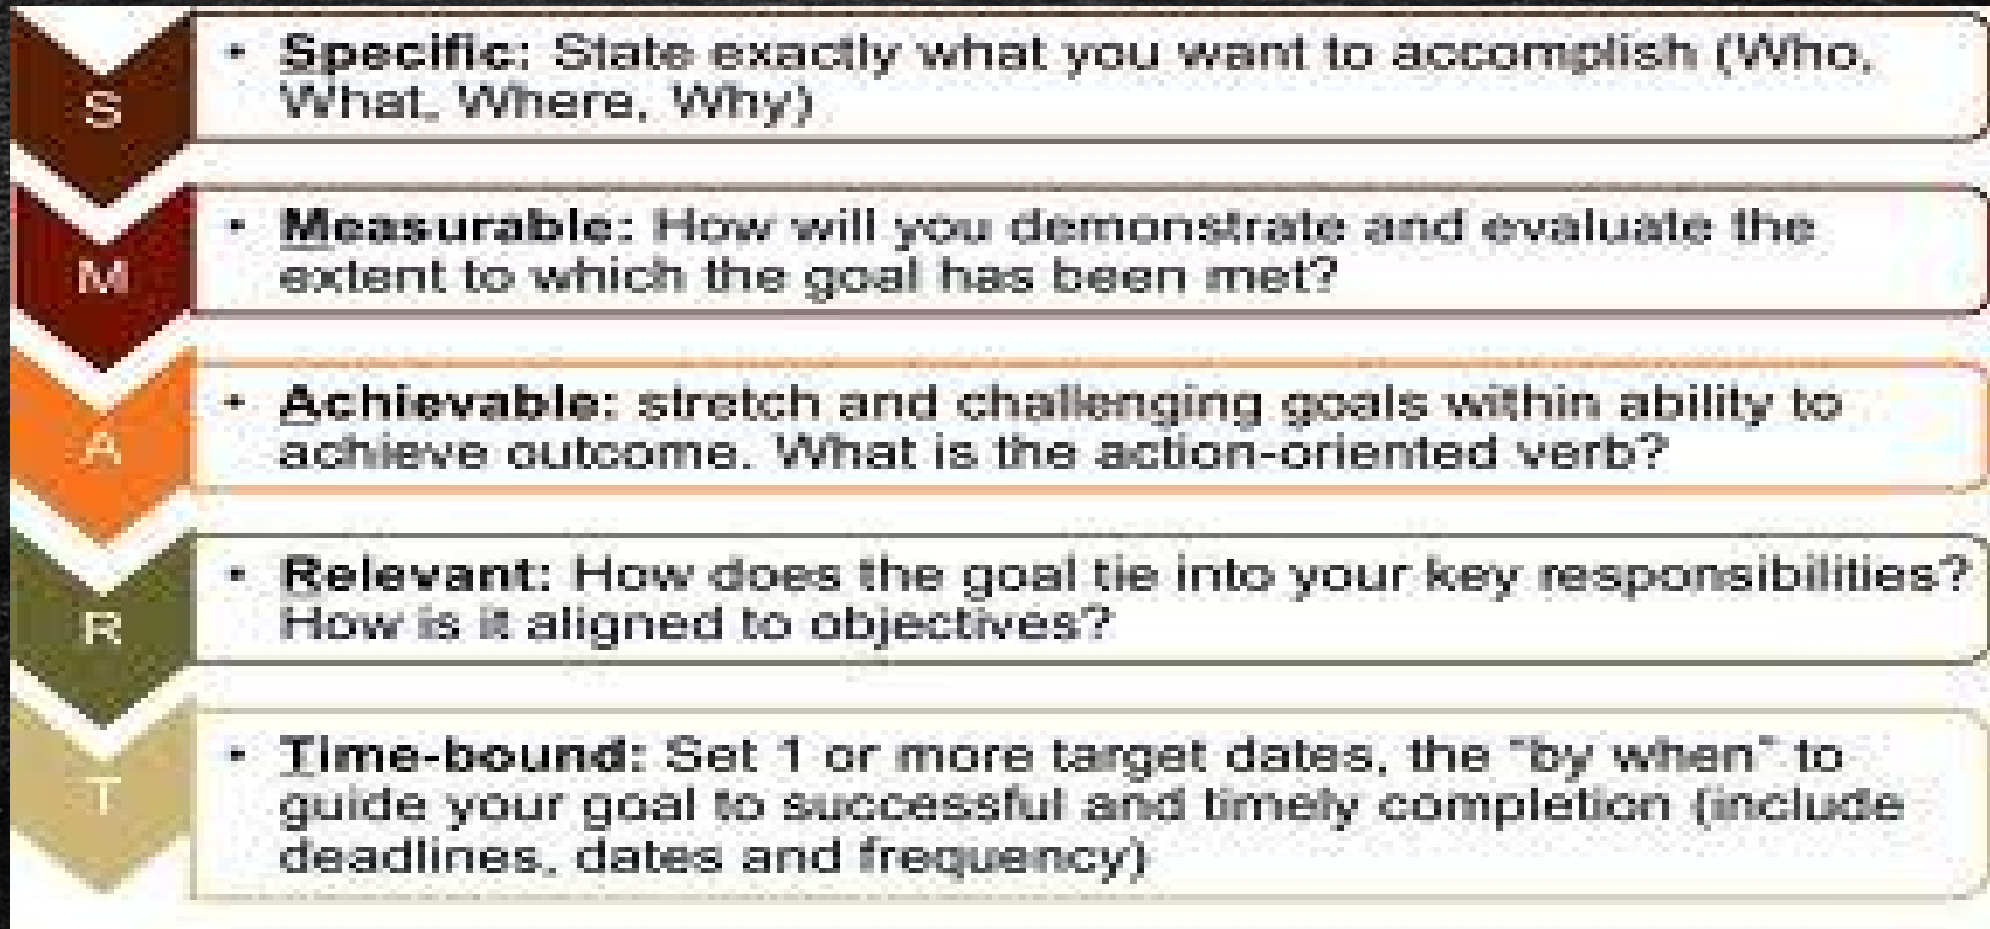 S
• Specific: State exactly what you want to accomplish (Who,
What, Where, Why)
M
• Measurable: How will you demonstrate and evaluate the
extent to which the goal has been met?
A
• Achievable: stretch and challenging goals within ability to
achieve outcome. What is the action-oriented verb?
R
• Relevant: How does the goal tie into your key responsibilities?
How is it aligned to objectives?
T
• Time-bound: Set 1 or more target dates, the "by when" to
guide your goal to successful and timely completion (include
deadlines, dates and frequency)